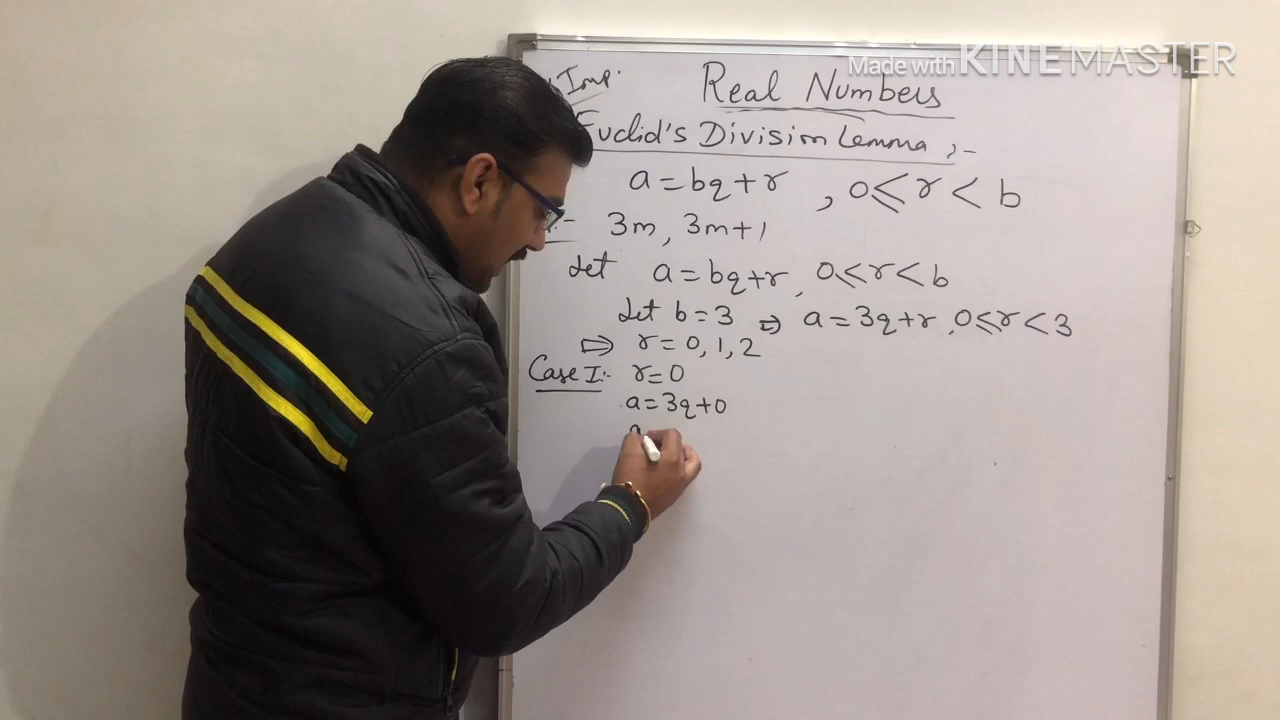 Made with KINEMASTER
Imp.
Real Numbers
Euclid's Division Lemma :-
a = bq + r , 0 ≤ r < b
:- 3m, 3m+1
Let a = bq + r, 0 ≤ r < b
Let b = 3 ⇒ a = 3q + r, 0 ≤ r < 3
⇒ r = 0, 1, 2
Case I:- r = 0
a = 3q + 0
a